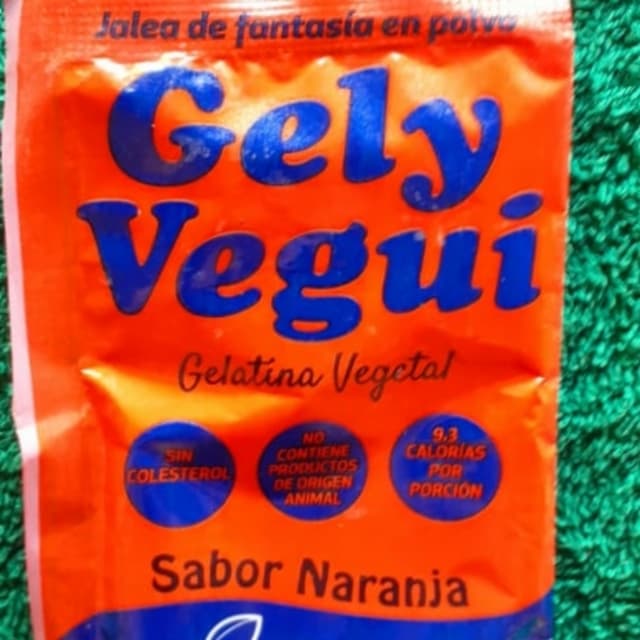 Jalea de fantasía en polvo
Gely
Vegui
Gelatina Vegetal
SIN
COLESTEROL
NO
CONTIENE
PRODUCTOS
DE ORIGEN
ANIMAL
9,3
CALORÍAS
POR
PORCIÓN
Sabor Naranja